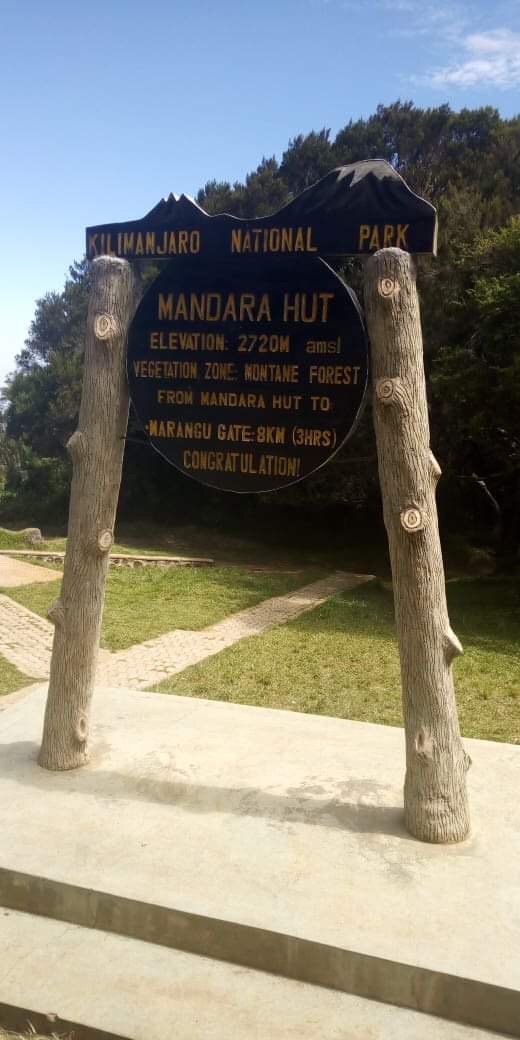 KILIMANJARO NATIONAL PARK
MANDARA HUT
ELEVATION: 2720M amsl
VEGETATION ZONE: MONTANE FOREST
FROM MANDARA HUT TO
•MARANGU GATE:8KM (3HRS)
CONGRATULATION!